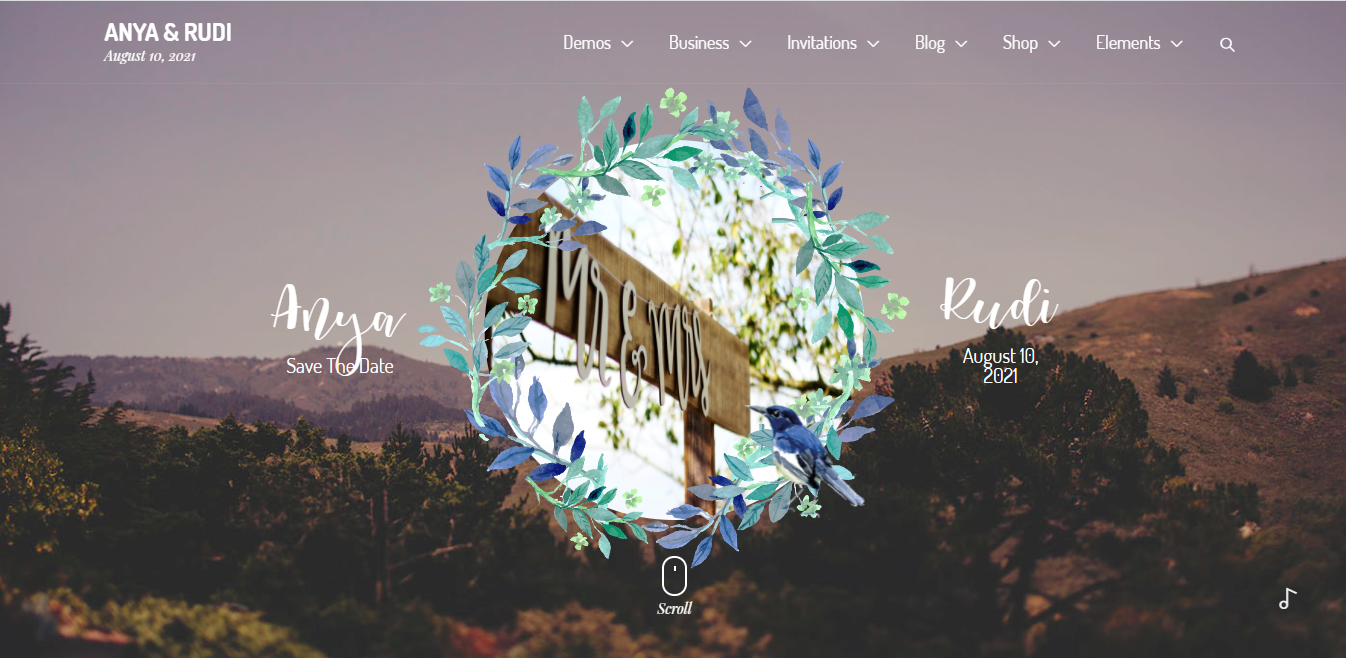 ANYA & RUDI
August 10, 2021
Demos
Business
Invitations
Blog
Shop
Elements
Mr & Mrs
Anya
Save The Date
Rudi
August 10,
2021
Scroll